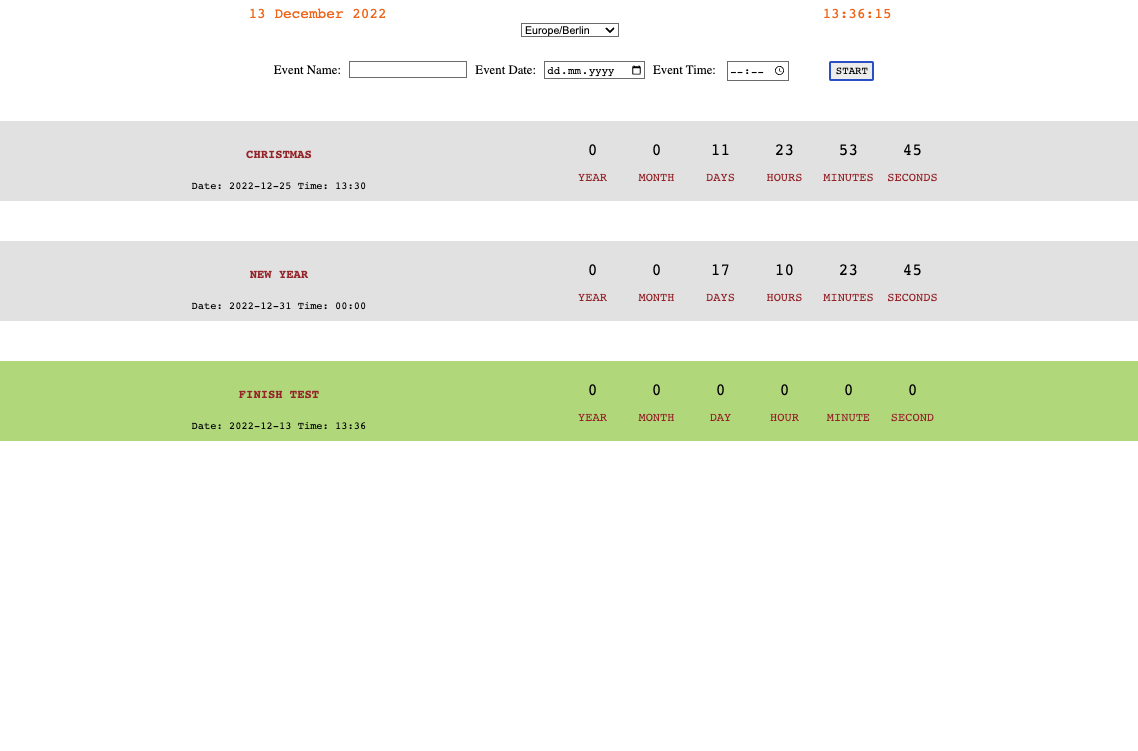 13 December 2022 13:36:15
Europe/Berlin
Event Name: Event Date: dd.mm.yyyy Event Time: --:-- START
CHRISTMAS
Date: 2022-12-25 Time: 13:30
0 0 11 23 53 45
YEAR MONTH DAYS HOURS MINUTES SECONDS
NEW YEAR
Date: 2022-12-31 Time: 00:00
0 0 17 10 23 45
YEAR MONTH DAYS HOURS MINUTES SECONDS
FINISH TEST
Date: 2022-12-13 Time: 13:36
0 0 0 0 0 0
YEAR MONTH DAY HOUR MINUTE SECOND